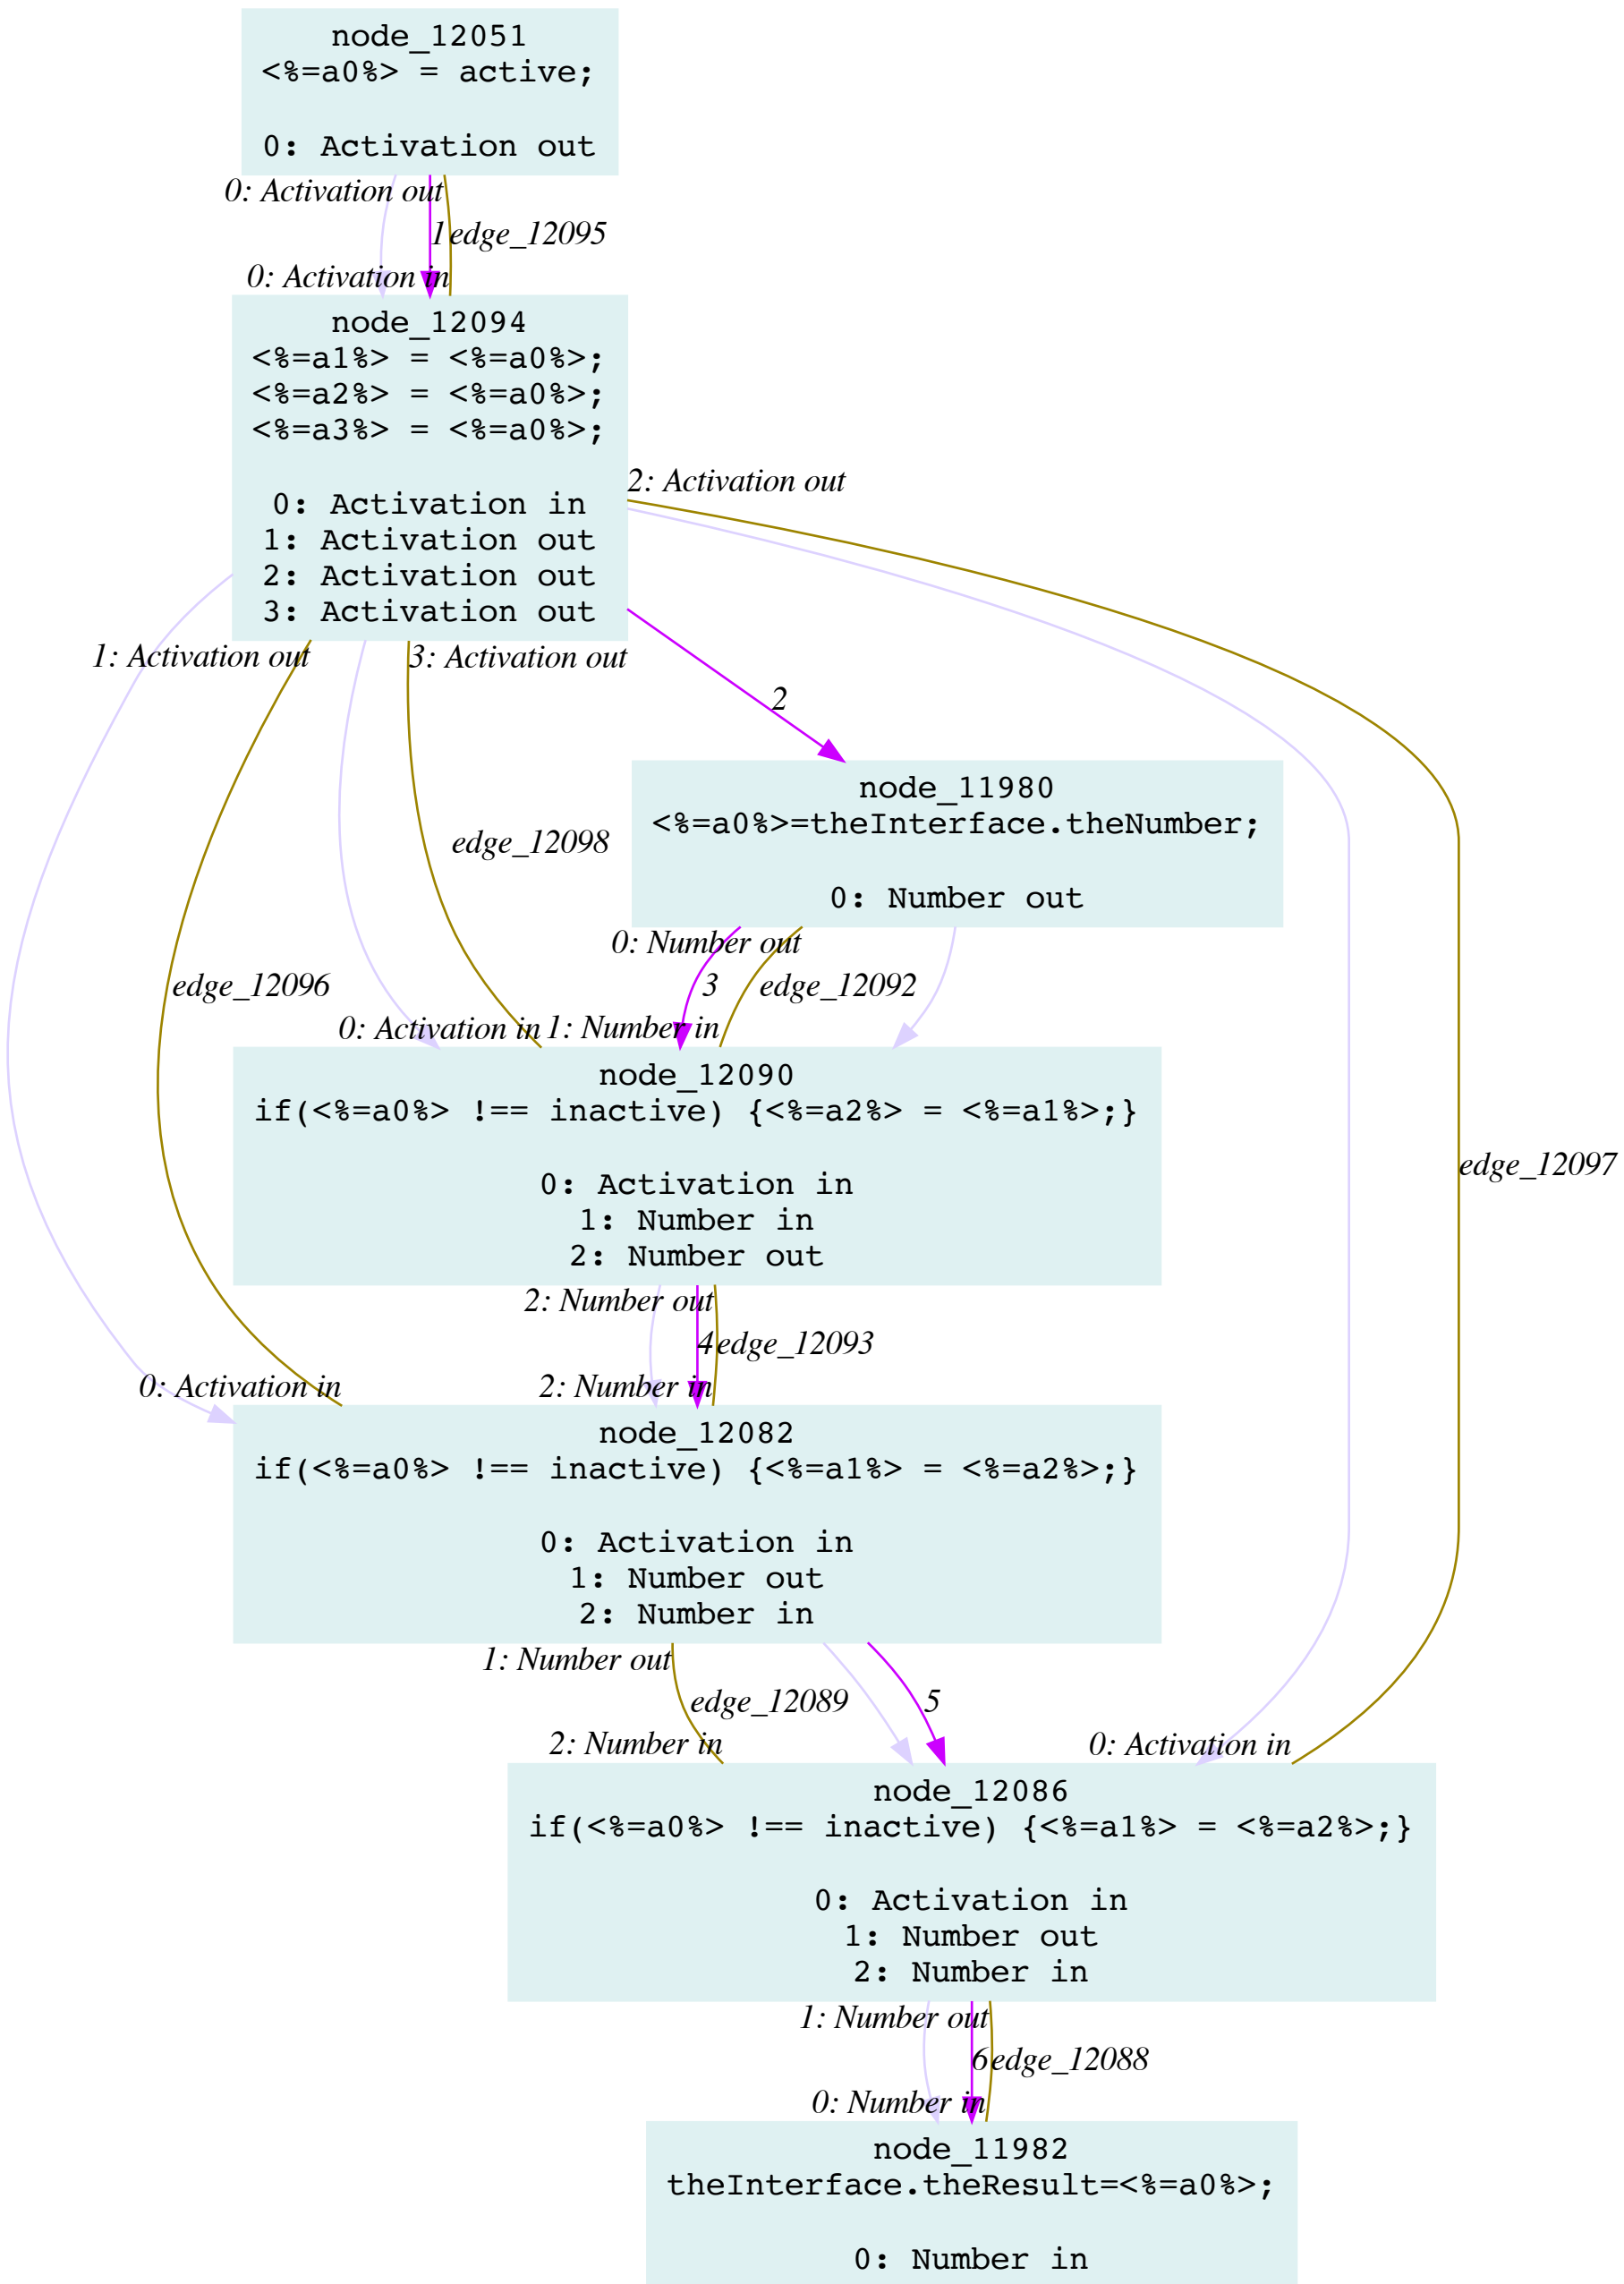 node_12051
<%=a0%> = active;
0: Activation out
0: Activation out
1
edge_12095
0: Activation in
node_12094
<%=a1%> = <%=a0%>;
<%=a2%> = <%=a0%>;
<%=a3%> = <%=a0%>;
0: Activation in
1: Activation out
2: Activation out
3: Activation out
2: Activation out
1: Activation out
3: Activation out
2
node_11980
<%=a0%>=theInterface.theNumber;
0: Number out
edge_12098
0: Number out
edge_12096
3
edge_12092
0: Activation in
1: Number in
node_12090
if(<%=a0%> !== inactive) {<%=a2%> = <%=a1%>;}
0: Activation in
1: Number in
2: Number out
edge_12097
2: Number out
4
edge_12093
0: Activation in
2: Number in
node_12082
if(<%=a0%> !== inactive) {<%=a1%> = <%=a2%>;}
0: Activation in
1: Number out
2: Number in
1: Number out
edge_12089
5
2: Number in
0: Activation in
node_12086
if(<%=a0%> !== inactive) {<%=a1%> = <%=a2%>;}
0: Activation in
1: Number out
2: Number in
1: Number out
6
edge_12088
0: Number in
node_11982
theInterface.theResult=<%=a0%>;
0: Number in